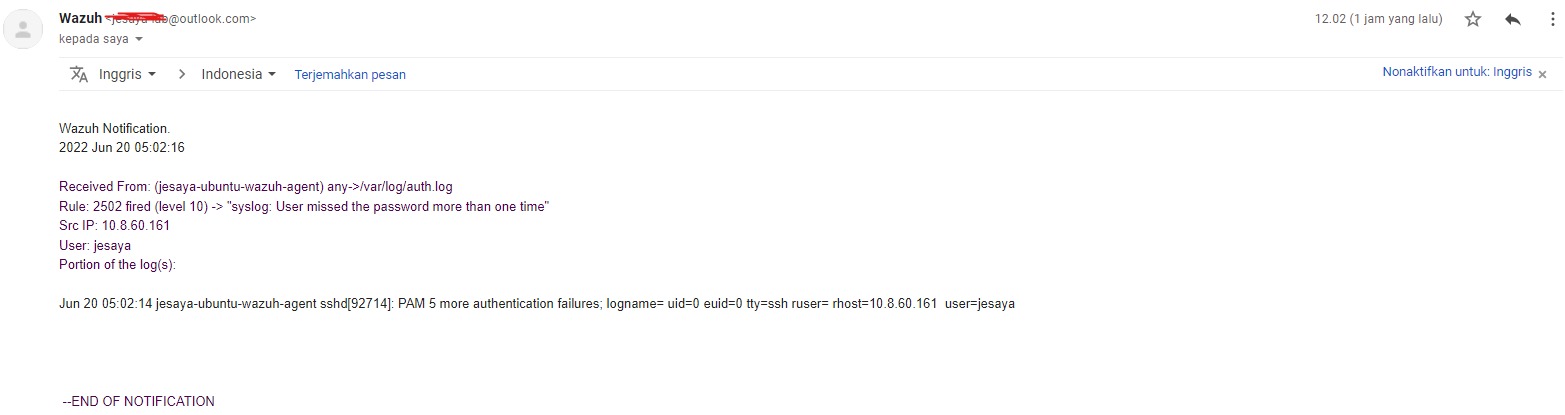 Wazuh @outlook.com>
12.02 (1 jam yang lalu)
kepada saya
Inggris > Indonesia Terjemahkan pesan
Nonaktifkan untuk: Inggris ×
Wazuh Notification.
2022 Jun 20 05:02:16
Received From: (jesaya-ubuntu-wazuh-agent) any->/var/log/auth.log
Rule: 2502 fired (level 10) -> "syslog: User missed the password more than one time"
Src IP: 10.8.60.161
User: jesaya
Portion of the log(s):
Jun 20 05:02:14 jesaya-ubuntu-wazuh-agent sshd[92714]: PAM 5 more authentication failures; logname= uid=0 euid=0 tty=ssh ruser= rhost=10.8.60.161  user=jesaya
--END OF NOTIFICATION